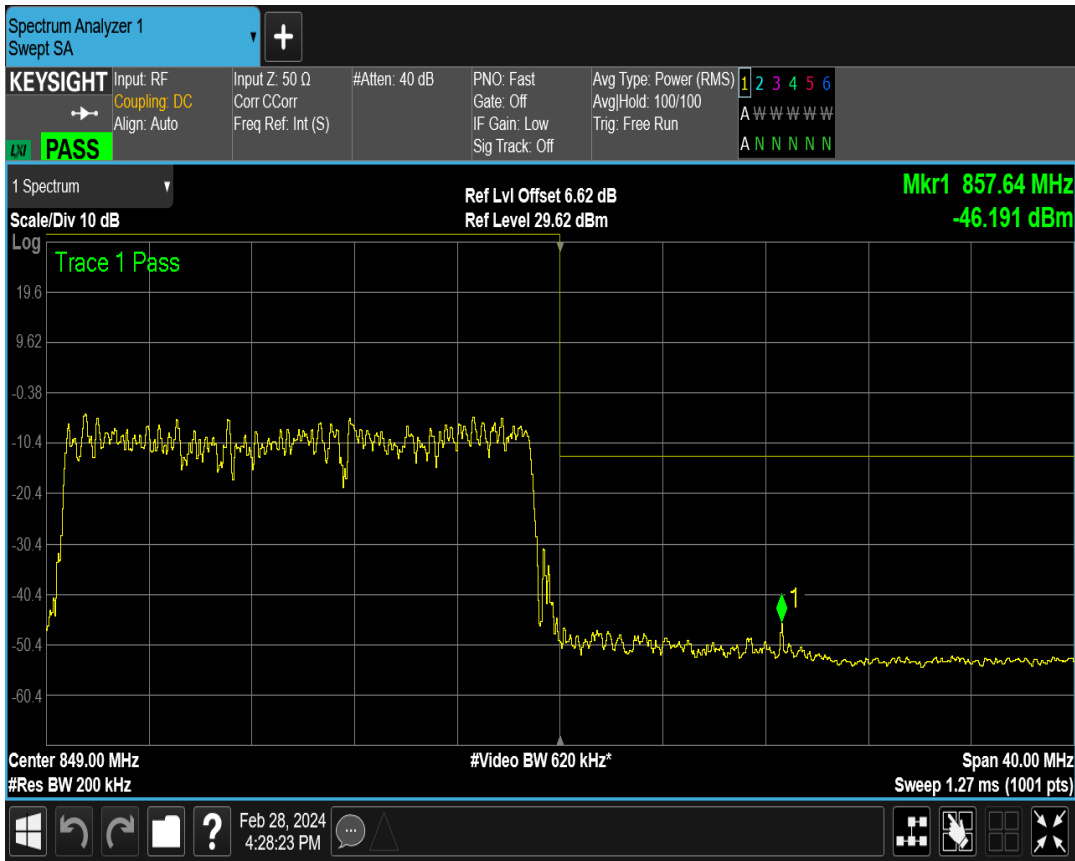 Spectrum Analyzer 1
Swept SA
+
KEYSIGHT
LXI
PASS
Input: RF
Coupling: DC
Align: Auto
Input Z: 50 Ω
Corr CCorr
Freq Ref: Int (S)
#Atten: 40 dB
PNO: Fast
Gate: Off
IF Gain: Low
Sig Track: Off
Avg Type: Power (RMS)
Avg|Hold: 100/100
Trig: Free Run
1 2 3 4 5 6
A W W W W W
A N N N N N
1 Spectrum
Scale/Div 10 dB
Ref Lvl Offset 6.62 dB
Ref Level 29.62 dBm
Mkr1 857.64 MHz
-46.191 dBm
Log
Trace 1 Pass
19.6
9.62
-0.38
-10.4
-20.4
-30.4
-40.4
-50.4
-60.4
1
Center 849.00 MHz
#Video BW 620 kHz*
Span 40.00 MHz
#Res BW 200 kHz
Sweep 1.27 ms (1001 pts)
?
Feb 28, 2024
4:28:23 PM